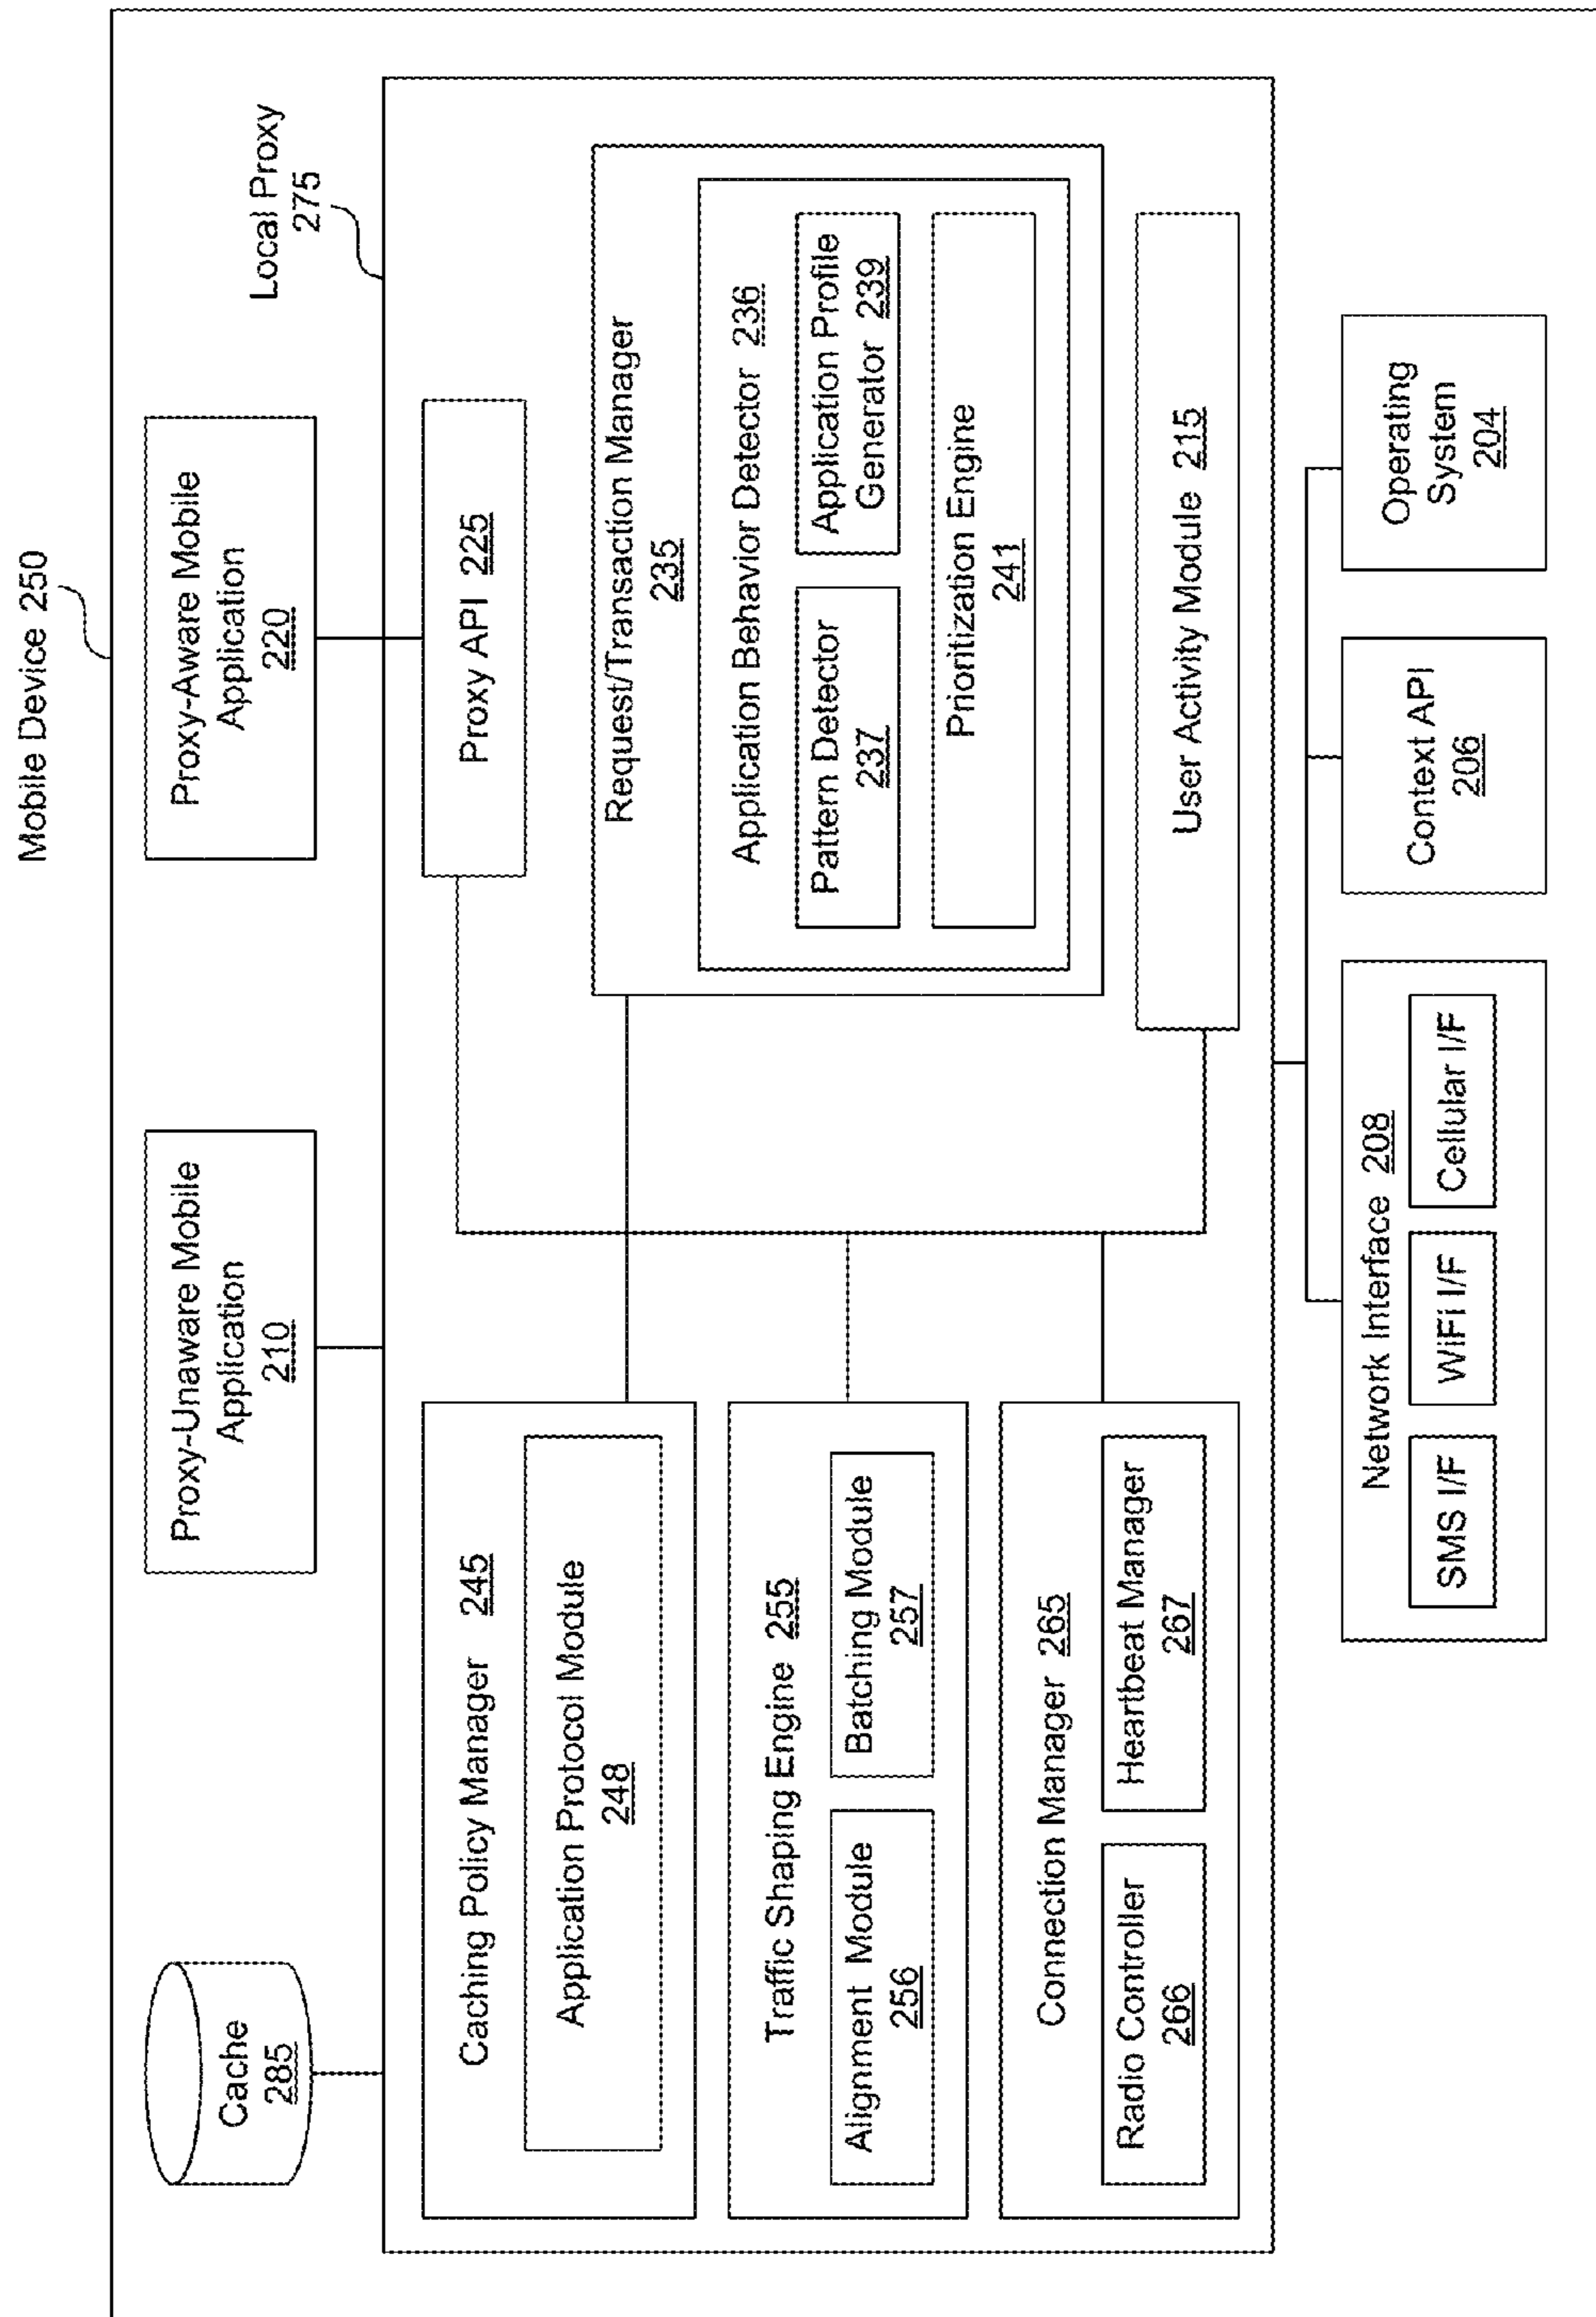 Mobile Device 250
Cache
285
Proxy-Unaware Mobile
Application
210
Proxy-Aware Mobile
Application
220
Local Proxy
275
Caching Policy Manager 245
Application Protocol Module
248
Traffic Shaping Engine 255
Alignment Module
256
Batching Module
257
Connection Manager 265
Radio Controller
266
Heartbeat Manager
267
Proxy API 225
Request/Transaction Manager
235
Application Behavior Detector 236
Pattern Detector
237
Application Profile
Generator 239
Prioritization Engine
241
User Activity Module 215
Network Interface 208
SMS I/F
WiFi I/F
Cellular I/F
Context API
206
Operating
System
204